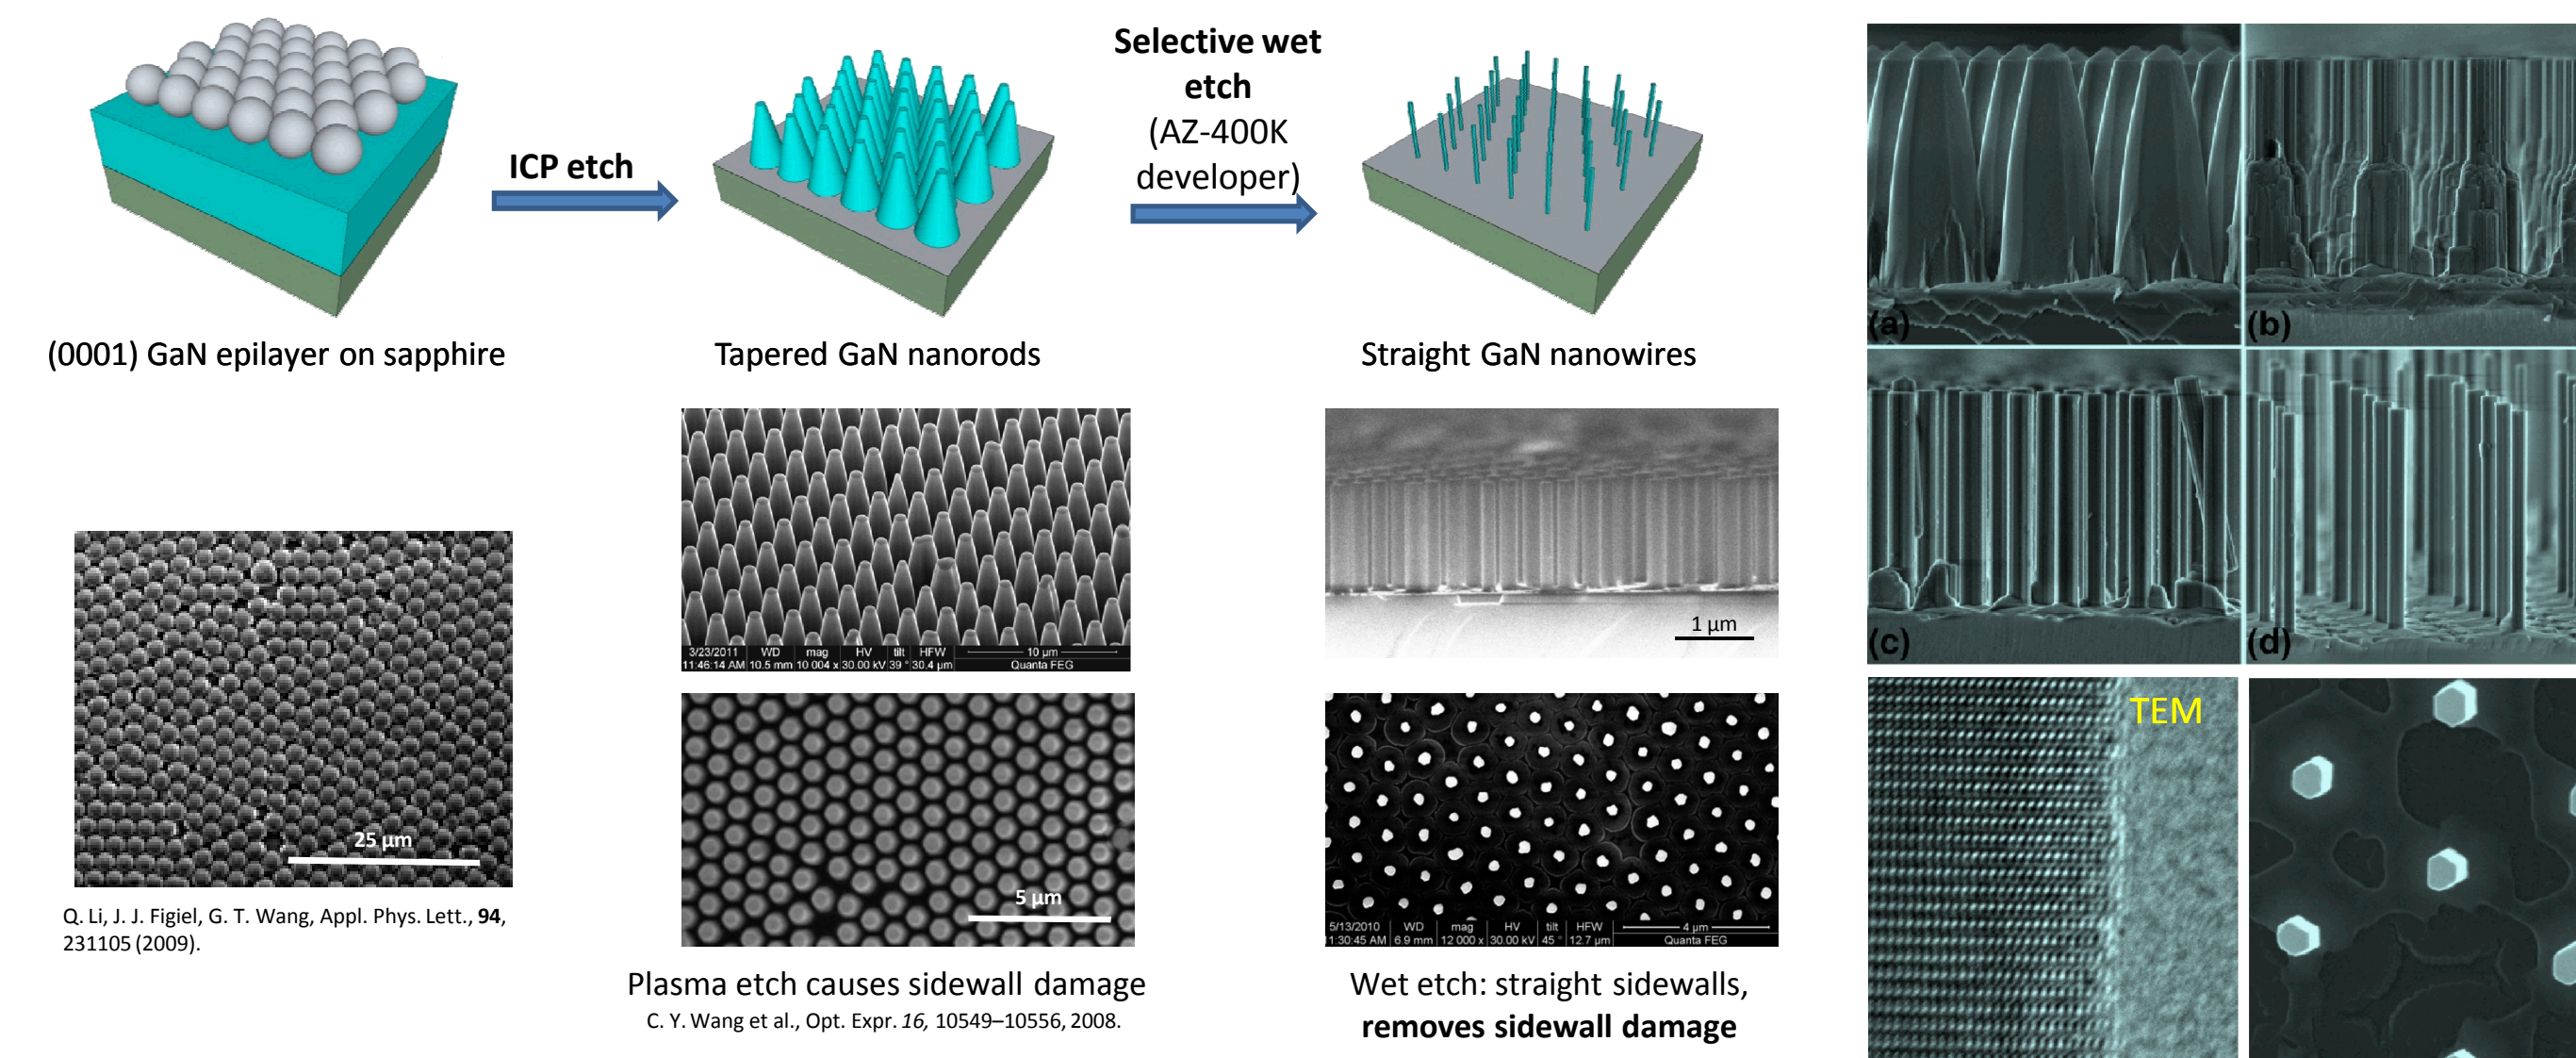 Selective wet
etch
(AZ-400K
developer)
ICP etch
(0001) GaN epilayer on sapphire
Tapered GaN nanorods
Straight GaN nanowires
(a)
(b)
(c)
(d)
3/23/2011 WD mag HV tilt HFW 10 µm
11:46:14 AM 10.5 mm 10 004 x 30.00 kV 39 ° 30.4 µm Quanta FEG
1 µm
TEM
25 µm
5 µm
5/13/2010 WD mag HV tilt HFW 4 µm
1:30:45 AM 6.9 mm 12 000 x 30.00 kV 45 ° 12.7 µm Quanta FEG
Q. Li, J. J. Figiel, G. T. Wang, Appl. Phys. Lett., 94,
231105 (2009).
Plasma etch causes sidewall damage
C. Y. Wang et al., Opt. Expr. 16, 10549–10556, 2008.
Wet etch: straight sidewalls,
removes sidewall damage